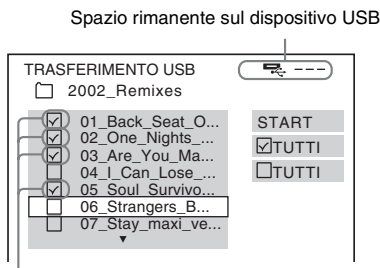 Spazio rimanente sul dispositivo USB
TRASFERIMENTO USB
---
2002_Remixes
01_Back_Seat_O...
02_One_Nights_...
03_Are_You_Ma...
04_I_Can_Lose_...
05_Soul_Survivo...
06_Strangers_B...
07_Stay_maxi_ve...
START
TUTTI
TUTTI